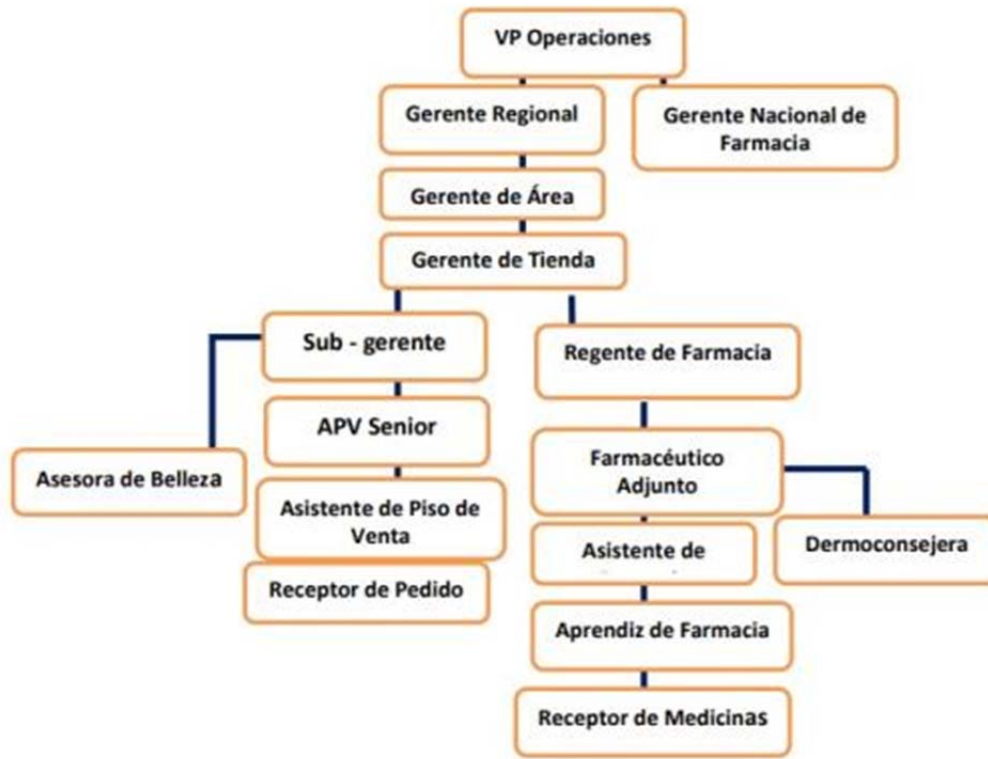 VP Operaciones
Gerente Regional
Gerente Nacional de
Farmacia
Gerente de Área
Gerente de Tienda
Sub - gerente
Regente de Farmacia
APV Senior
Farmacéutico
Adjunto
Asesora de Belleza
Asistente de Piso de
Venta
Asistente de
Dermoconsejera
Receptor de Pedido
Aprendiz de Farmacia
Receptor de Medicinas